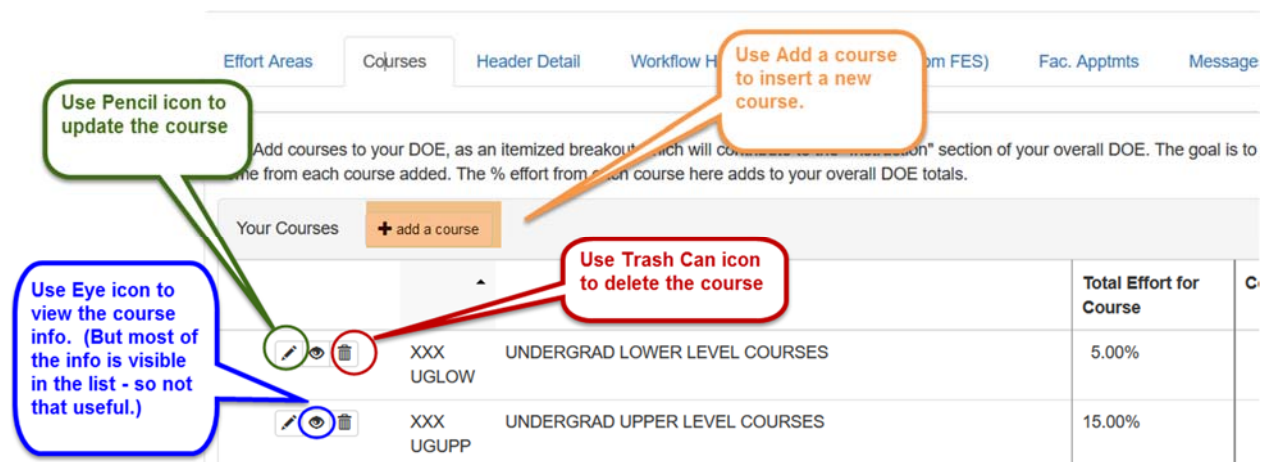 Effort Areas Courses Header Detail Workflow H om FES) Fac. Apptmts Message
Use Add a course
to insert a new
course.
Use Pencil icon to
update the course
Add courses to your DOE, as an itemized breakout which will contribute to the "Instruction" section of your overall DOE. The goal is to
from each course added. The % effort from each course here adds to your overall DOE totals.
Your Courses + add a course
Use Trash Can icon
to delete the course
Use Eye icon to
view the course
info. (But most of
the info is visible
in the list - so not
that useful.)
Total Effort for
Course
XXX UNDERGRAD LOWER LEVEL COURSES 5.00%
UGLOW
XXX UNDERGRAD UPPER LEVEL COURSES 15.00%
UGUPP